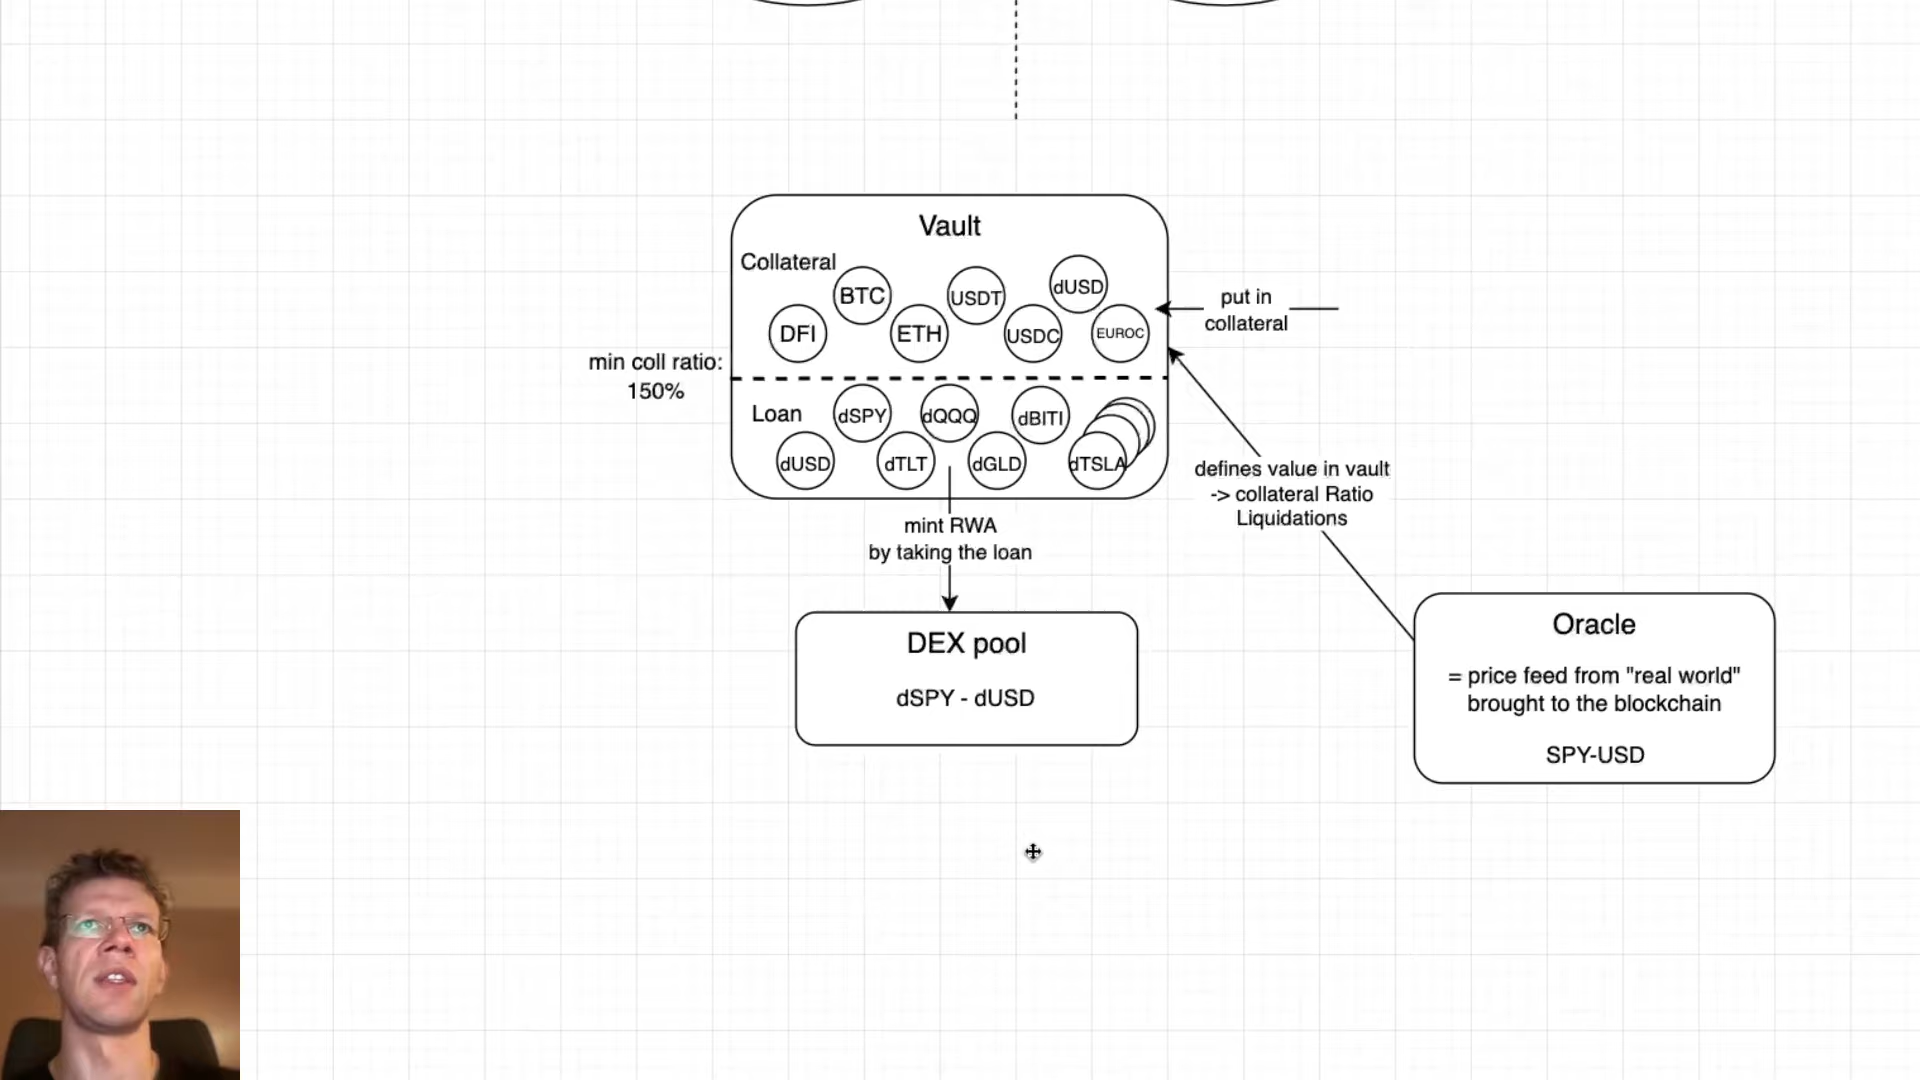 Vault
Collateral
BTC
USDT
dUSD
DFI
ETH
USDC
EUROC
put in
collateral
min coll ratio:
150%
Loan
dSPY
dQQQ
dBITI
dUSD
dTLT
dGLD
dTSLA
defines value in vault
-> collateral Ratio
Liquidations
mint RWA
by taking the loan
DEX pool
dSPY - dUSD
Oracle
= price feed from "real world"
brought to the blockchain
SPY-USD